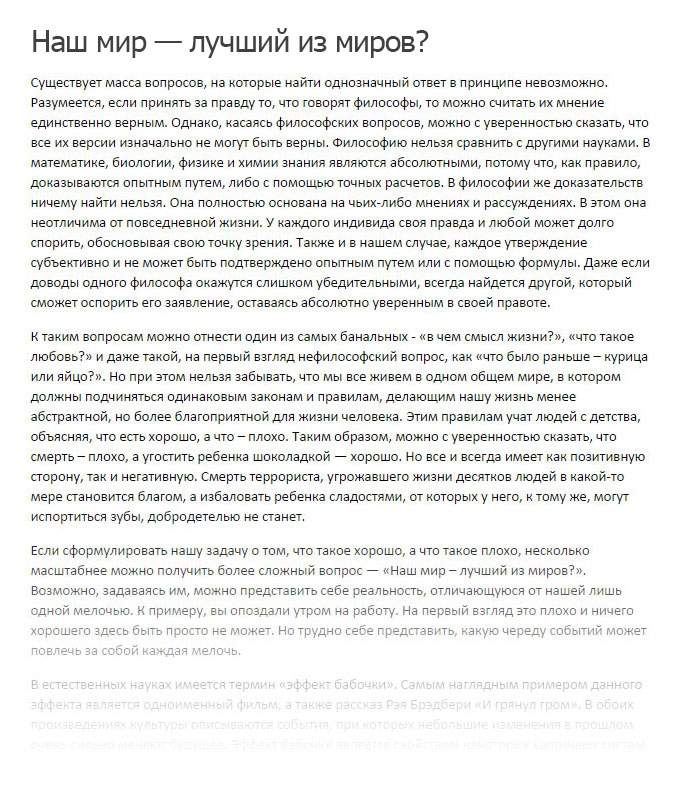 Наш мир — лучший из миров?
Существует масса вопросов, на которые найти однозначный ответ в принципе невозможно.
Разумеется, если принять за правду то, что говорят философы, то можно считать их мнение
единственно верным. Однако, касаясь философских вопросов, можно с уверенностью сказать, что
все их версии изначально не могут быть верны. Философию нельзя сравнить с другими науками. В
математике, биологии, физике и химии знания являются абсолютными, потому что, как правило,
доказываются опытным путем, либо с помощью точных расчетов. В философии же доказательств
ничему найти нельзя. Она полностью основана на чьих-либо мнениях и рассуждениях. В этом она
неотличима от повседневной жизни. У каждого индивида своя правда и любой может долго
спорить, обосновывая свою точку зрения. Также и в нашем случае, каждое утверждение
субъективно и не может быть подтверждено опытным путем или с помощью формулы. Даже если
доводы одного философа окажутся слишком убедительными, всегда найдется другой, который
сможет оспорить его заявление, оставаясь абсолютно уверенным в своей правоте.
К таким вопросам можно отнести один из самых банальных - «в чем смысл жизни?», «что такое
любовь?» и даже такой, на первый взгляд нефилософский вопрос, как «что было раньше – курица
или яйцо?». Но при этом нельзя забывать, что мы все живем в одном общем мире, в котором
должны подчиняться одинаковым законам и правилам, делающим нашу жизнь менее
абстрактной, но более благоприятной для жизни человека. Этим правилам учат людей с детства,
объясняя, что есть хорошо, а что – плохо. Таким образом, можно с уверенностью сказать, что
смерть – плохо, а угостить ребенка шоколадкой — хорошо. Но все и всегда имеет как позитивную
сторону, так и негативную. Смерть террориста, угрожавшего жизни десятков людей в какой-то
мере становится благом, а избаловать ребенка сладостями, от которых у него, к тому же, могут
испортиться зубы, добродетелью не станет.
Если сформулировать нашу задачу о том, что такое хорошо, а что такое плохо, несколько
масштабнее можно получить более сложный вопрос — «Наш мир – лучший из миров?».
Возможно, задаваясь им, можно представить себе реальность, отличающуюся от нашей лишь
одной мелочью. К примеру, вы опоздали утром на работу. На первый взгляд это плохо и ничего
хорошего здесь быть просто не может. Но трудно себе представить, какую череду событий может
повлечь за собой каждая мелочь.
В естественных науках имеется термин «эффект бабочки». Самым наглядным примером данного
эффекта является одноименный фильм, а также рассказ Рэя Брэдбери «И грянул гром». В обоих
произведениях культуры описываются события, при которых небольшие изменения в прошлом
очень сильно меняют будущее. Эффект бабочки является свойством некоторых хаотичных систем,